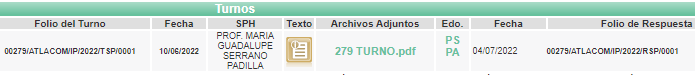 Turnos
Folio del Turno Fecha SPH Texto Archivos Adjuntos Edo. Fecha Folio de Respuesta
00279/ATLACOM/IP/2022/TSP/0001 10/06/2022 PROF. MARIA GUADALUPE SERRANO PADILLA 279 TURNO.pdf PS PA 04/07/2022 00279/ATLACOM/IP/2022/RSP/0001